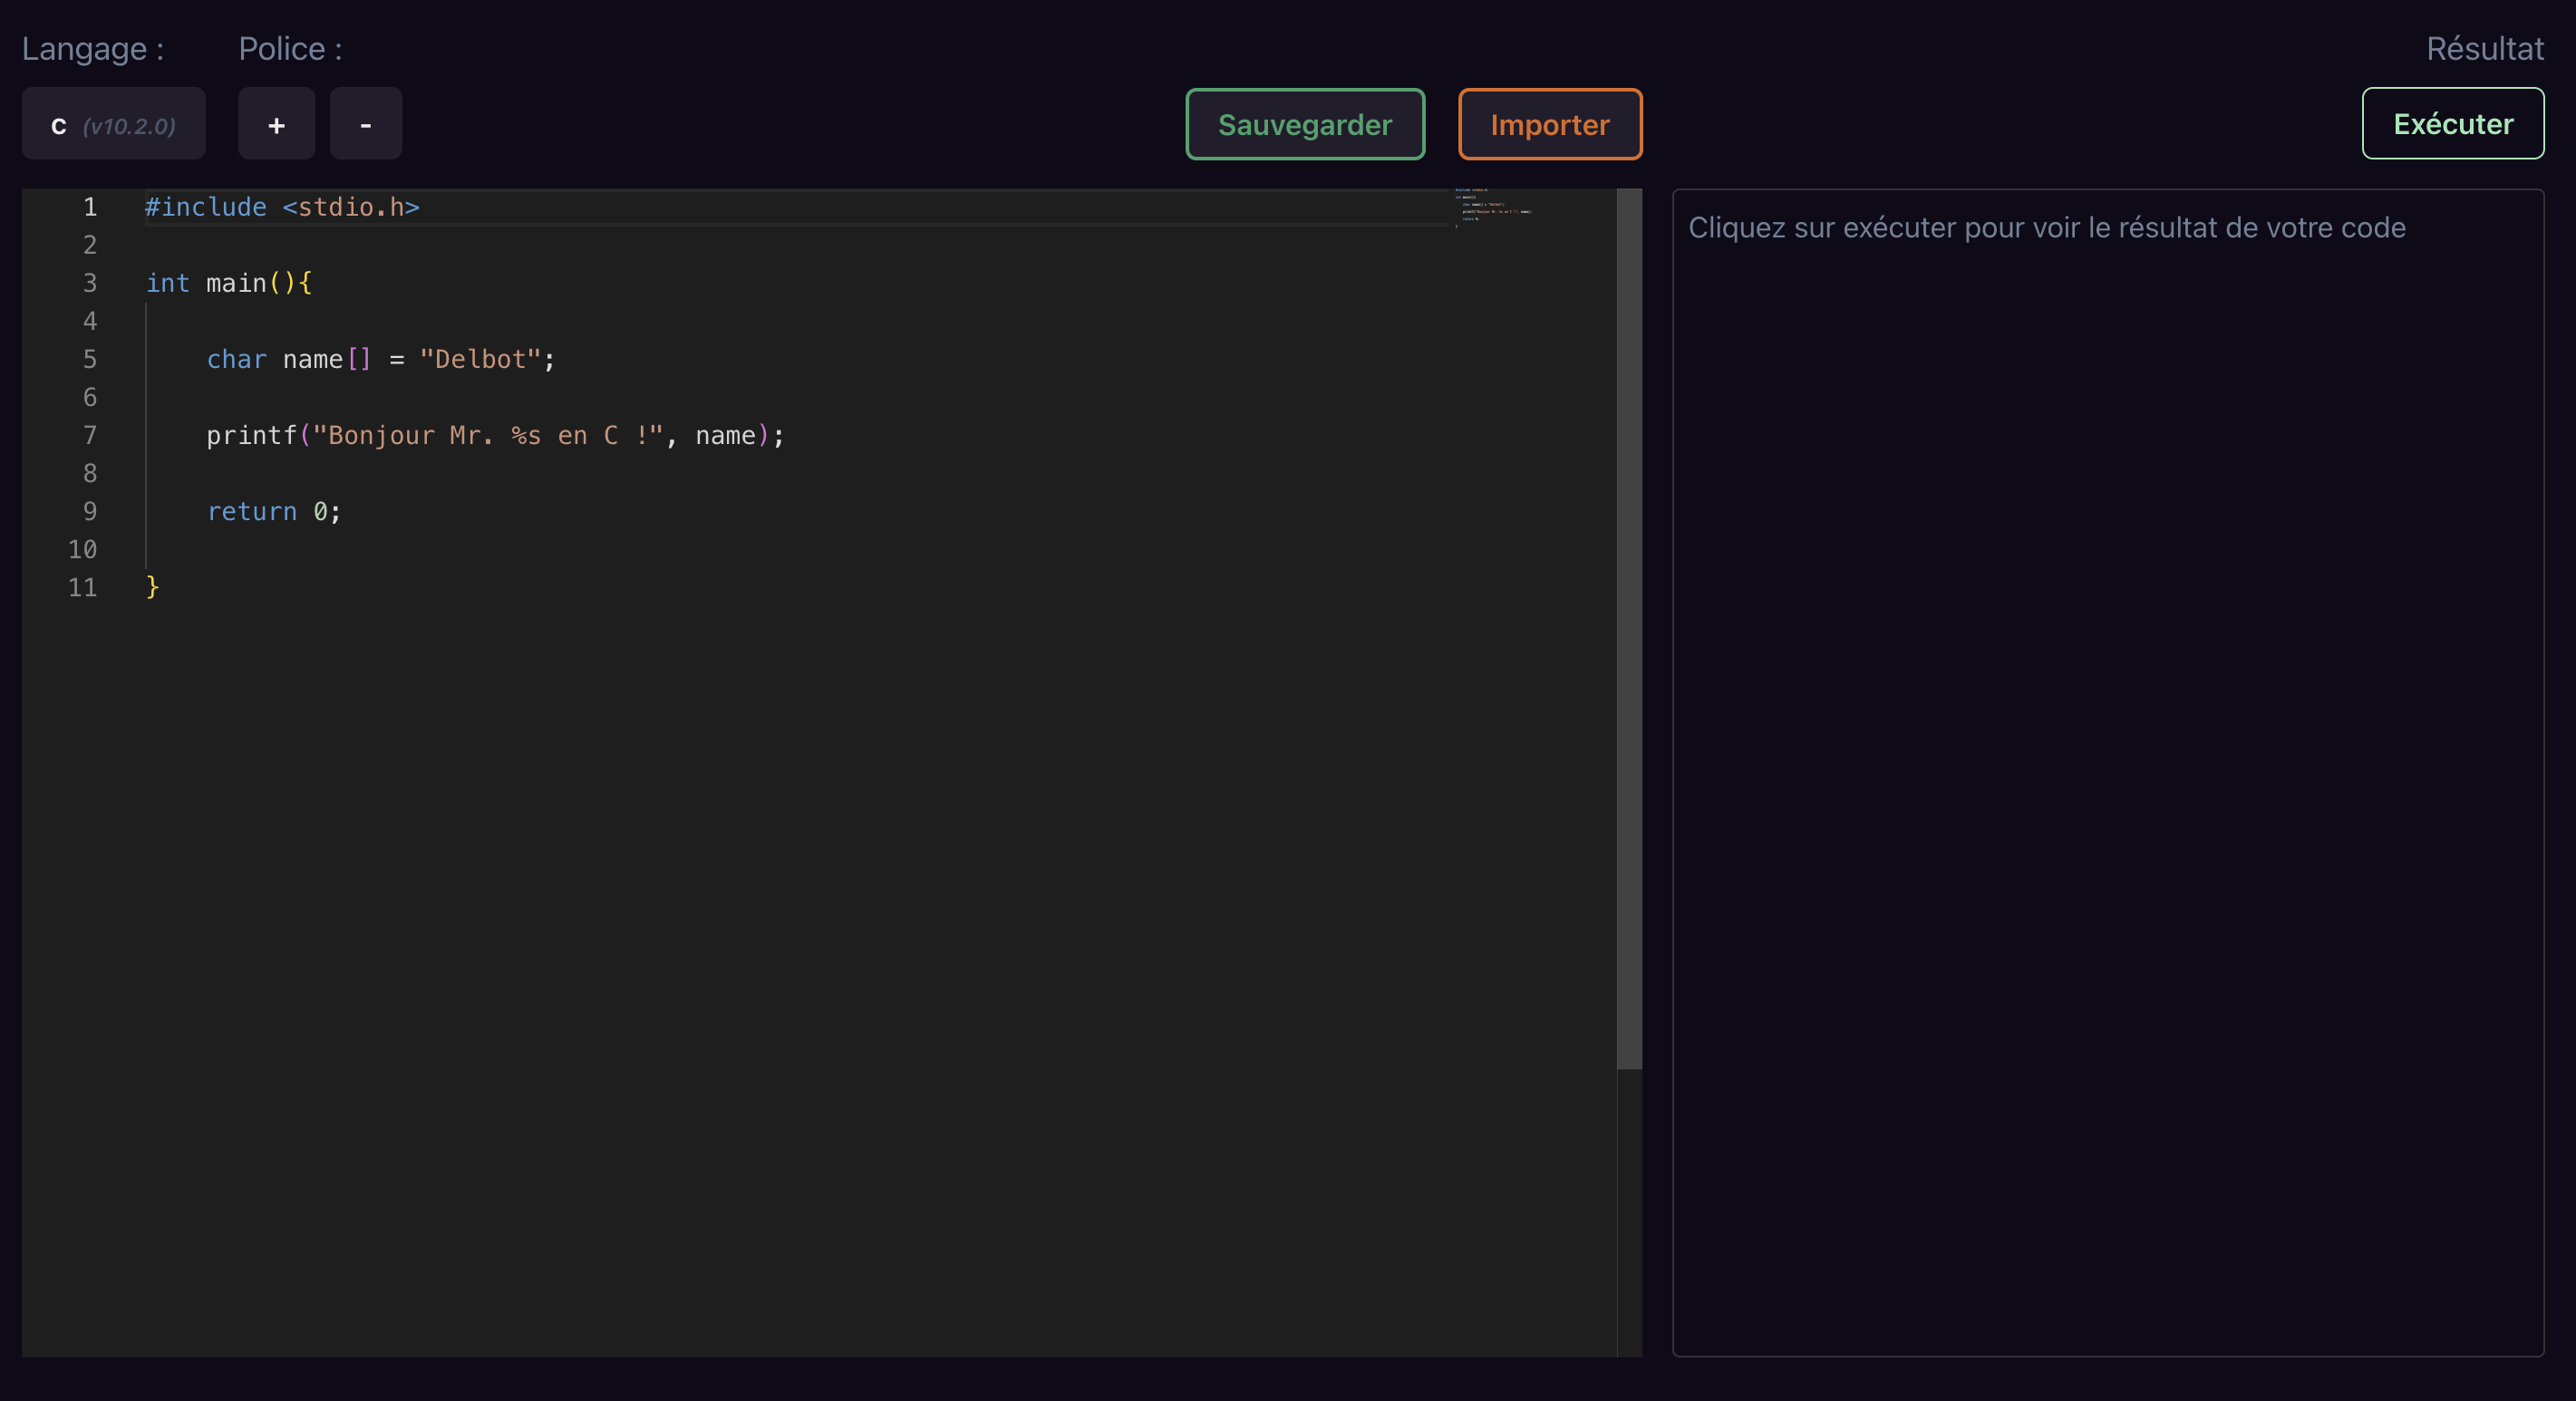 Langage :
Police :
Résultat
C (v10.2.0)
+
-
Sauvegarder
Importer
Exécuter
1 #include <stdio.h>
2
3 int main(){
4
5 char name[] = "Delbot";
6
7 printf("Bonjour Mr. %s en C !", name);
8
9 return 0;
10
11 }
Cliquez sur exécuter pour voir le résultat de votre code